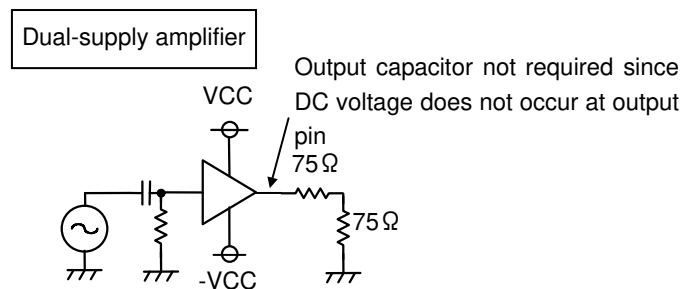 Dual-supply amplifier
Output capacitor not required since
DC voltage does not occur at output
pin
VCC
75Ω
75Ω
-VCC